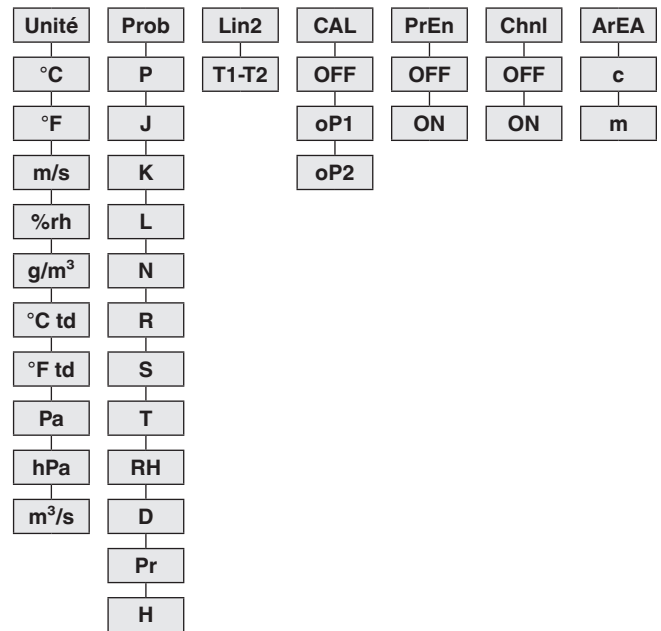 Unité Prob Lin2 CAL PrEn Chnl ArEA
°C P T1-T2 OFF OFF OFF c
°F J oP1 ON ON m
m/s K oP2
%rh L
g/m³ N
°C td R
°F td S
Pa T
hPa RH
m³/s D
Pr
H